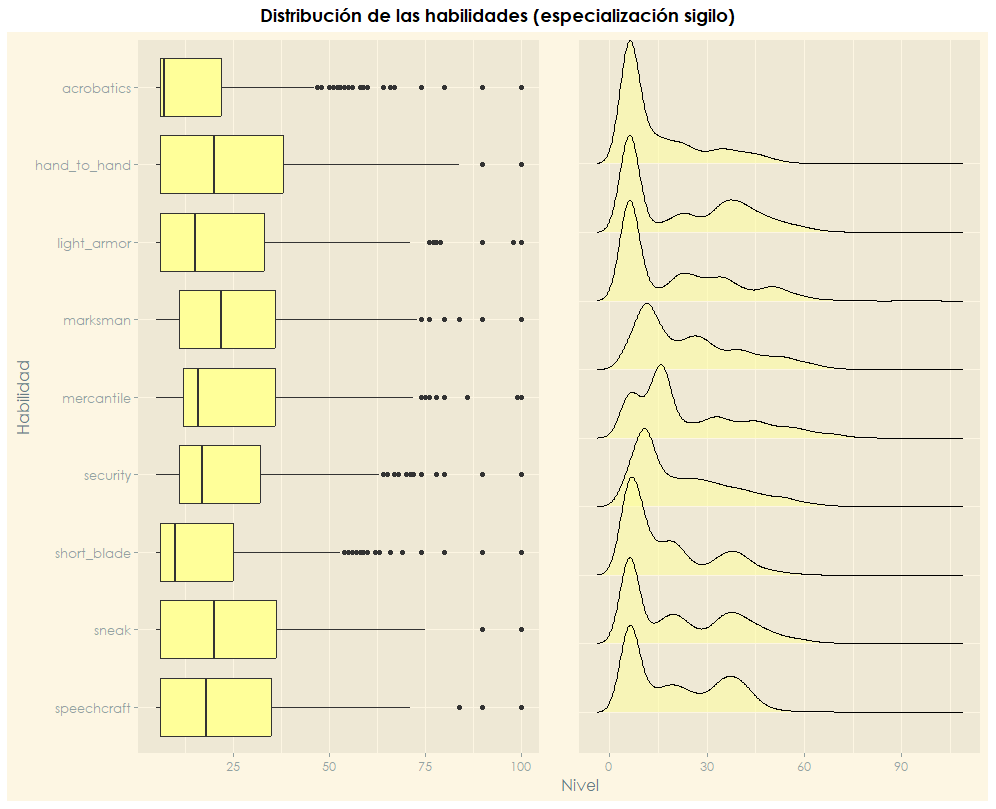 Distribución de las habilidades (especialización sigilo)
Habilidad
acrobatics
hand_to_hand
light_armor
marksman
mercantile
security
short_blade
sneak
speechcraft
25 50 75 100
0 30 60 90
Nivel